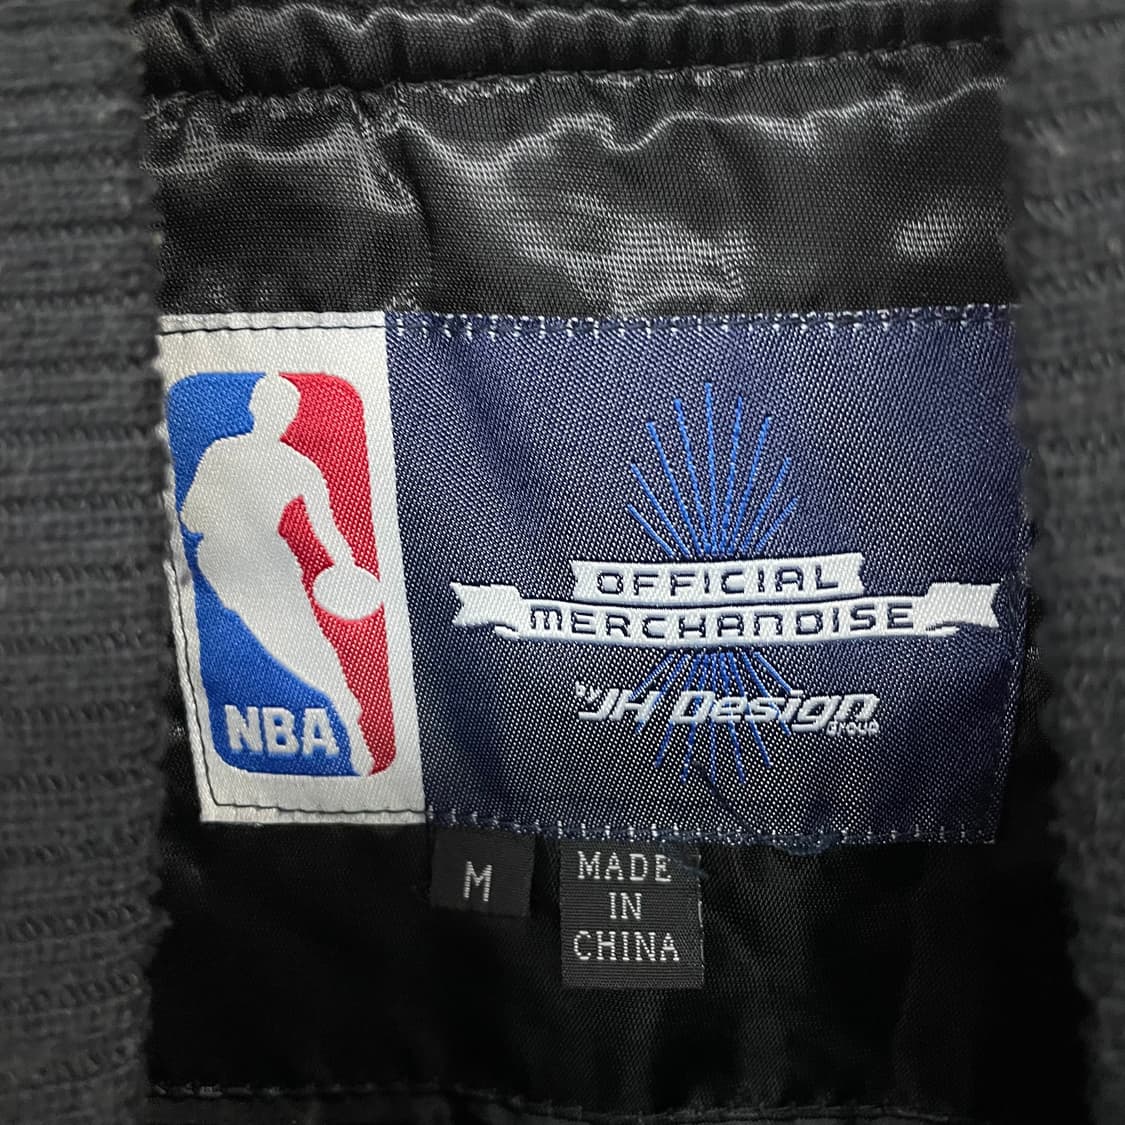 NBA
OFFICIAL
MERCHANDISE
by JH Design
group
M
MADE
IN
CHINA